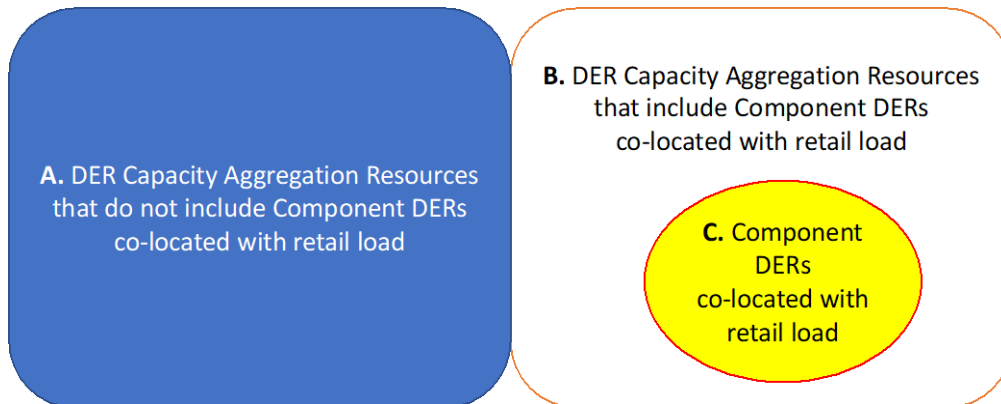 A. DER Capacity Aggregation Resources
that do not include Component DERs
co-located with retail load
B. DER Capacity Aggregation Resources
that include Component DERs
co-located with retail load
C. Component
DERs
co-located with
retail load